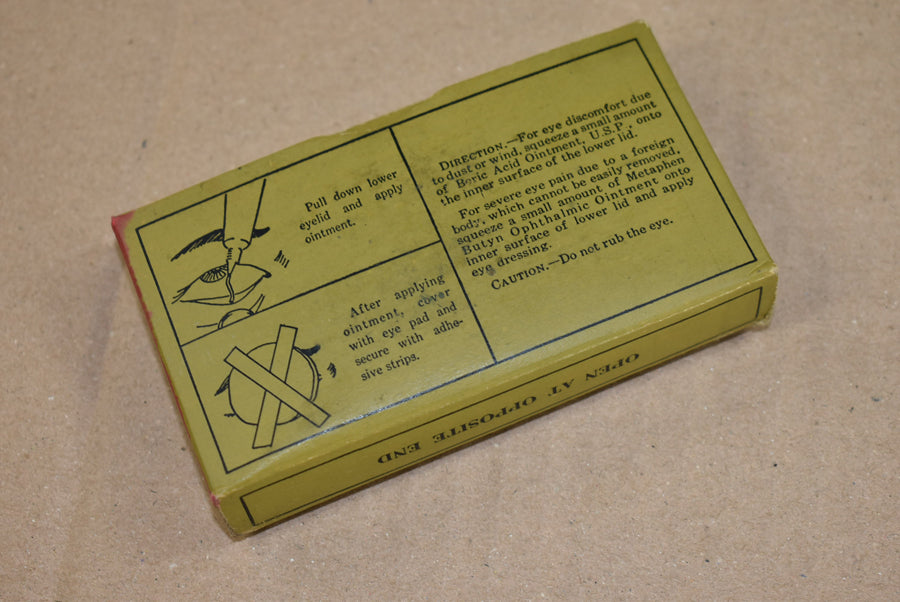 Pull down lower
eyelid and apply
ointment.
After applying
ointment, cover
with eye pad and
secure with adhe-
sive strips.
DIRECTION.—For eye discomfort due
to dust or wind, squeeze a small amount
of Boric Acid Ointment, U.S.P., onto
the inner surface of the lower lid.
For severe eye pain due to a foreign
body, which cannot be easily removed,
squeeze a small amount of Metaphen
Butyn Ophthalmic Ointment onto
inner surface of lower lid and apply
eye dressing.
CAUTION.—Do not rub the eye.
OPEN AT OPPOSITE END